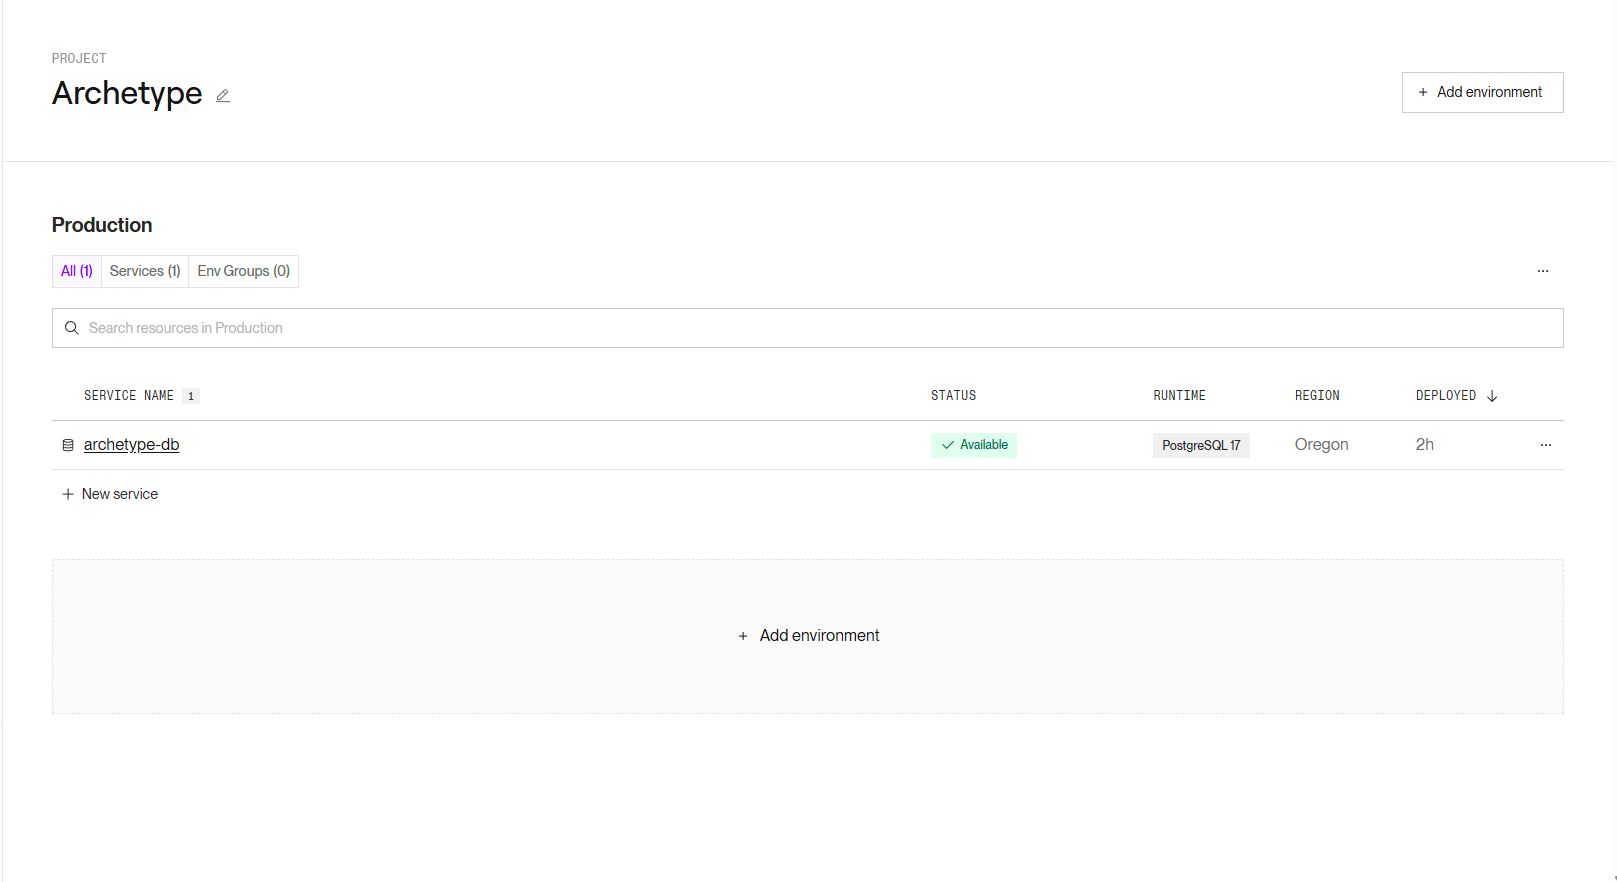 PROJECT
Archetype
+ Add environment
Production
All (1) Services (1) Env Groups (0)
...
Search resources in Production
SERVICE NAME 1 STATUS RUNTIME REGION DEPLOYED ↓
archetype-db ✓ Available PostgreSQL 17 Oregon 2h ...
+ New service
+ Add environment